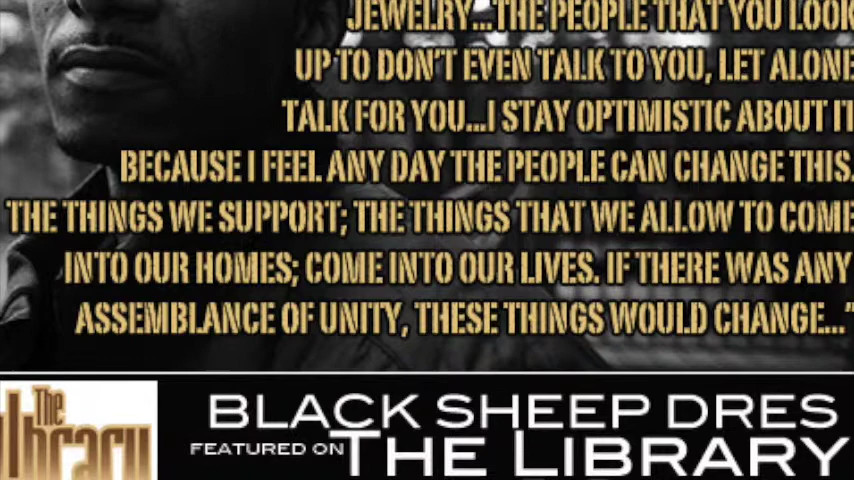 JEWELRY...THE PEOPLE THAT YOU LOOK
UP TO DON'T EVEN TALK TO YOU, LET ALONE
TALK FOR YOU...I STAY OPTIMISTIC ABOUT IT
BECAUSE I FEEL ANY DAY THE PEOPLE CAN CHANGE THIS.
THE THINGS WE SUPPORT; THE THINGS THAT WE ALLOW TO COME
INTO OUR HOMES; COME INTO OUR LIVES. IF THERE WAS ANY
ASSEMBLANCE OF UNITY, THESE THINGS WOULD CHANGE..."
The
library
BLACK SHEEP DRES
FEATURED ON THE LIBRARY